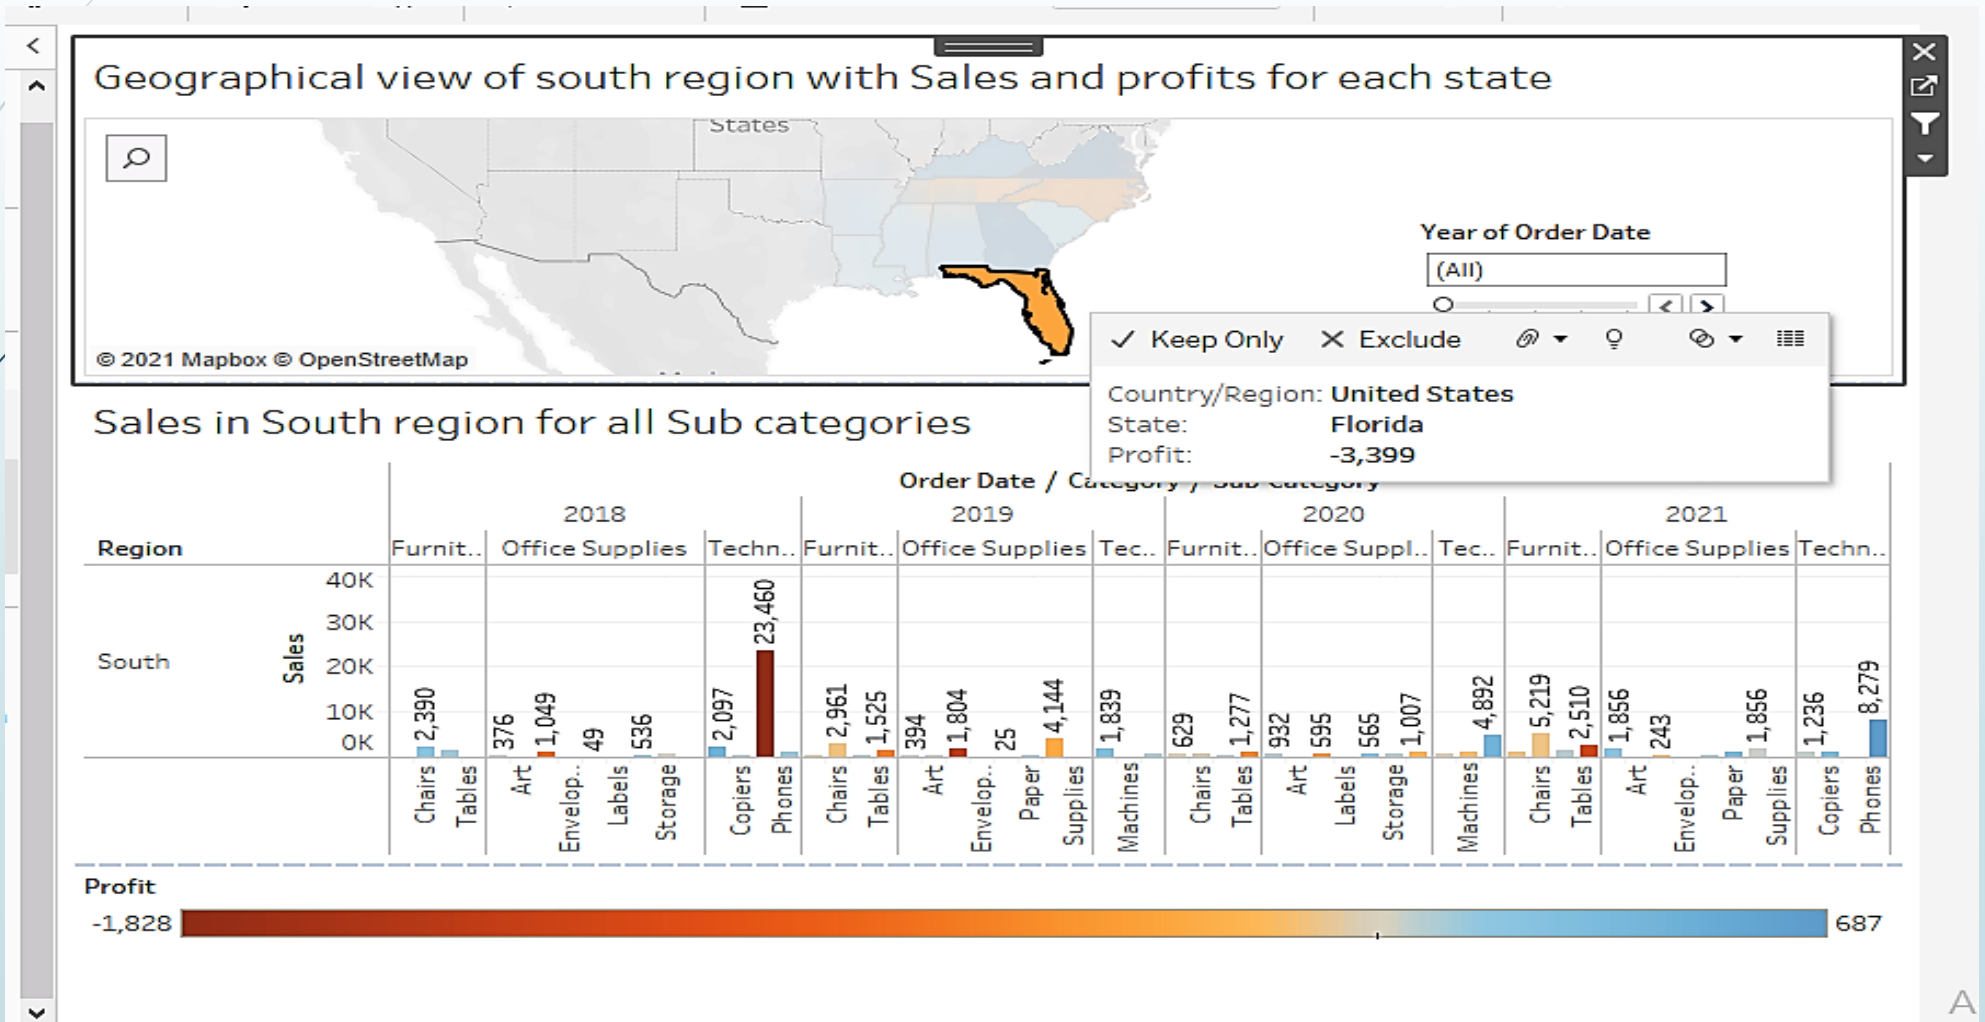 Geographical view of south region with Sales and profits for each state
States
Year of Order Date
(All)
© 2021 Mapbox © OpenStreetMap
Keep Only Exclude
Country/Region: United States
State: Florida
Profit: -3,399
Sales in South region for all Sub categories
Order Date / Category / Sub-Category
2018 2019 2020 2021
Region Furnit.. Office Supplies Techn.. Furnit.. Office Supplies Tec.. Furnit.. Office Suppl.. Tec.. Furnit.. Office Supplies Techn..
40K
30K
20K
10K
0K
South
Sales
2,390 376 1,049 49 536 2,097 23,460 2,961 1,525 394 1,804 25 4,144 1,839 629 1,277 932 595 565 1,007 4,892 5,219 2,510 1,856 243 1,856 1,236 8,279
Chairs Tables Art Envelop.. Labels Storage Copiers Phones Chairs Tables Art Envelop.. Paper Supplies Machines Chairs Tables Art Labels Storage Machines Chairs Tables Art Envelop.. Paper Supplies Copiers Phones
Profit
-1,828 687
A